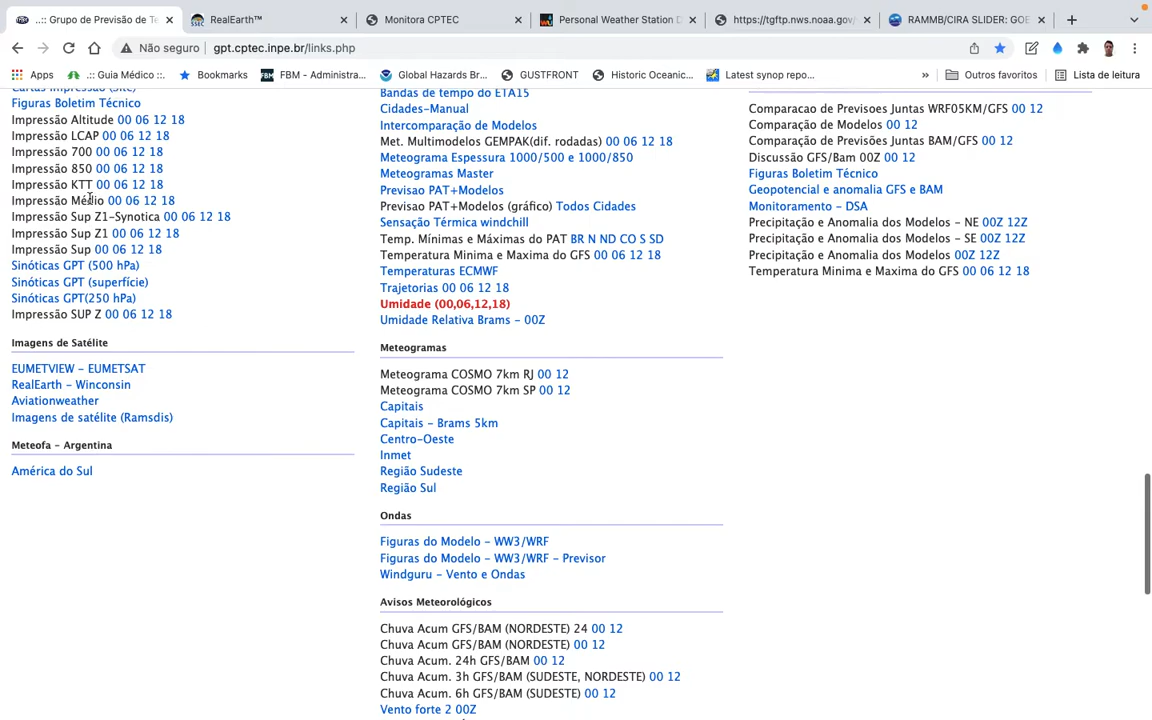 ..:: Grupo de Previsão de Te
RealEarth™
Monitora CPTEC
Personal Weather Station D
https://tgftp.nws.noaa.gov/
RAMMB/CIRA SLIDER: GOE
Não seguro
gpt.cptec.inpe.br/links.php
Apps
.:: Guia Médico ::.
Bookmarks
FBM - Administra...
Global Hazards Br...
GUSTFRONT
Historic Oceanic...
Latest synop repo...
»
Outros favoritos
Lista de leitura
Cartas Impressão (Site)
Figuras Boletim Técnico
Impressão Altitude 00 06 12 18
Impressão LCAP 00 06 12 18
Impressão 700 00 06 12 18
Impressão 850 00 06 12 18
Impressão KTT 00 06 12 18
Impressão Médio 00 06 12 18
Impressão Sup Z1-Synotica 00 06 12 18
Impressão Sup Z1 00 06 12 18
Impressão Sup 00 06 12 18
Sinóticas GPT (500 hPa)
Sinóticas GPT (superfície)
Sinóticas GPT(250 hPa)
Impressão SUP Z 00 06 12 18
Imagens de Satélite
EUMETVIEW - EUMETSAT
RealEarth - Winconsin
Aviationweather
Imagens de satélite (Ramsdis)
Meteofa - Argentina
América do Sul
Bandas de tempo do ETA15
Cidades-Manual
Intercomparação de Modelos
Met. Multimodelos GEMPAK(dif. rodadas) 00 06 12 18
Meteograma Espessura 1000/500 e 1000/850
Meteogramas Master
Previsao PAT+Modelos
Previsao PAT+Modelos (gráfico) Todos Cidades
Sensação Térmica windchill
Temp. Mínimas e Máximas do PAT BR N ND CO S SD
Temperatura Minima e Maxima do GFS 00 06 12 18
Temperaturas ECMWF
Trajetorias 00 06 12 18
Umidade (00,06,12,18)
Umidade Relativa Brams - 00Z
Meteogramas
Meteograma COSMO 7km RJ 00 12
Meteograma COSMO 7km SP 00 12
Capitais
Capitais - Brams 5km
Centro-Oeste
Inmet
Região Sudeste
Região Sul
Ondas
Figuras do Modelo - WW3/WRF
Figuras do Modelo - WW3/WRF - Previsor
Windguru - Vento e Ondas
Avisos Meteorológicos
Chuva Acum GFS/BAM (NORDESTE) 24 00 12
Chuva Acum GFS/BAM (NORDESTE) 00 12
Chuva Acum. 24h GFS/BAM 00 12
Chuva Acum. 3h GFS/BAM (SUDESTE, NORDESTE) 00 12
Chuva Acum. 6h GFS/BAM (SUDESTE) 00 12
Vento forte 2 00Z
Comparacao de Previsoes Juntas WRF05KM/GFS 00 12
Comparação de Modelos 00 12
Comparação de Previsões Juntas BAM/GFS 00 12
Discussão GFS/Bam 00Z 00 12
Figuras Boletim Técnico
Geopotencial e anomalia GFS e BAM
Monitoramento - DSA
Precipitação e Anomalia dos Modelos - NE 00Z 12Z
Precipitação e Anomalia dos Modelos - SE 00Z 12Z
Precipitação e Anomalia dos Modelos 00Z 12Z
Temperatura Minima e Maxima do GFS 00 06 12 18